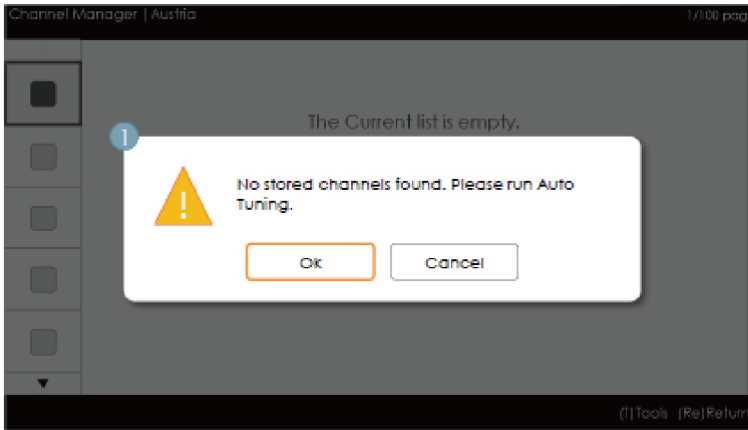 Channel Manager | Austria
1/100 pag
The Current list is empty.
1
No stored channels found. Please run Auto
Tuning.
!
Ok
Cancel
(T)Tools (Re)Return